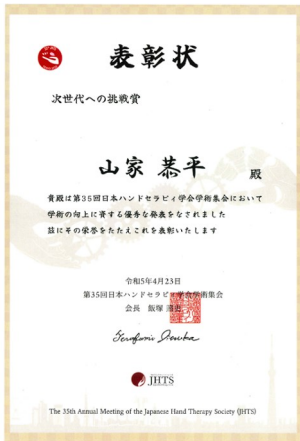 表彰状
次世代への挑戦賞
山家 恭平 殿
貴殿は第35回日本ハンドセラピィ学会学術集会において
学術の向上に資する優秀な発表をなされました
茲にその栄誉をたたえこれを表彰いたします
令和5年4月23日
第35回日本ハンドセラピィ学会学術集会
会長 飯塚
JHTS
The 35th Annual Meeting of the Japanese Hand Therapy Society (JHTS)